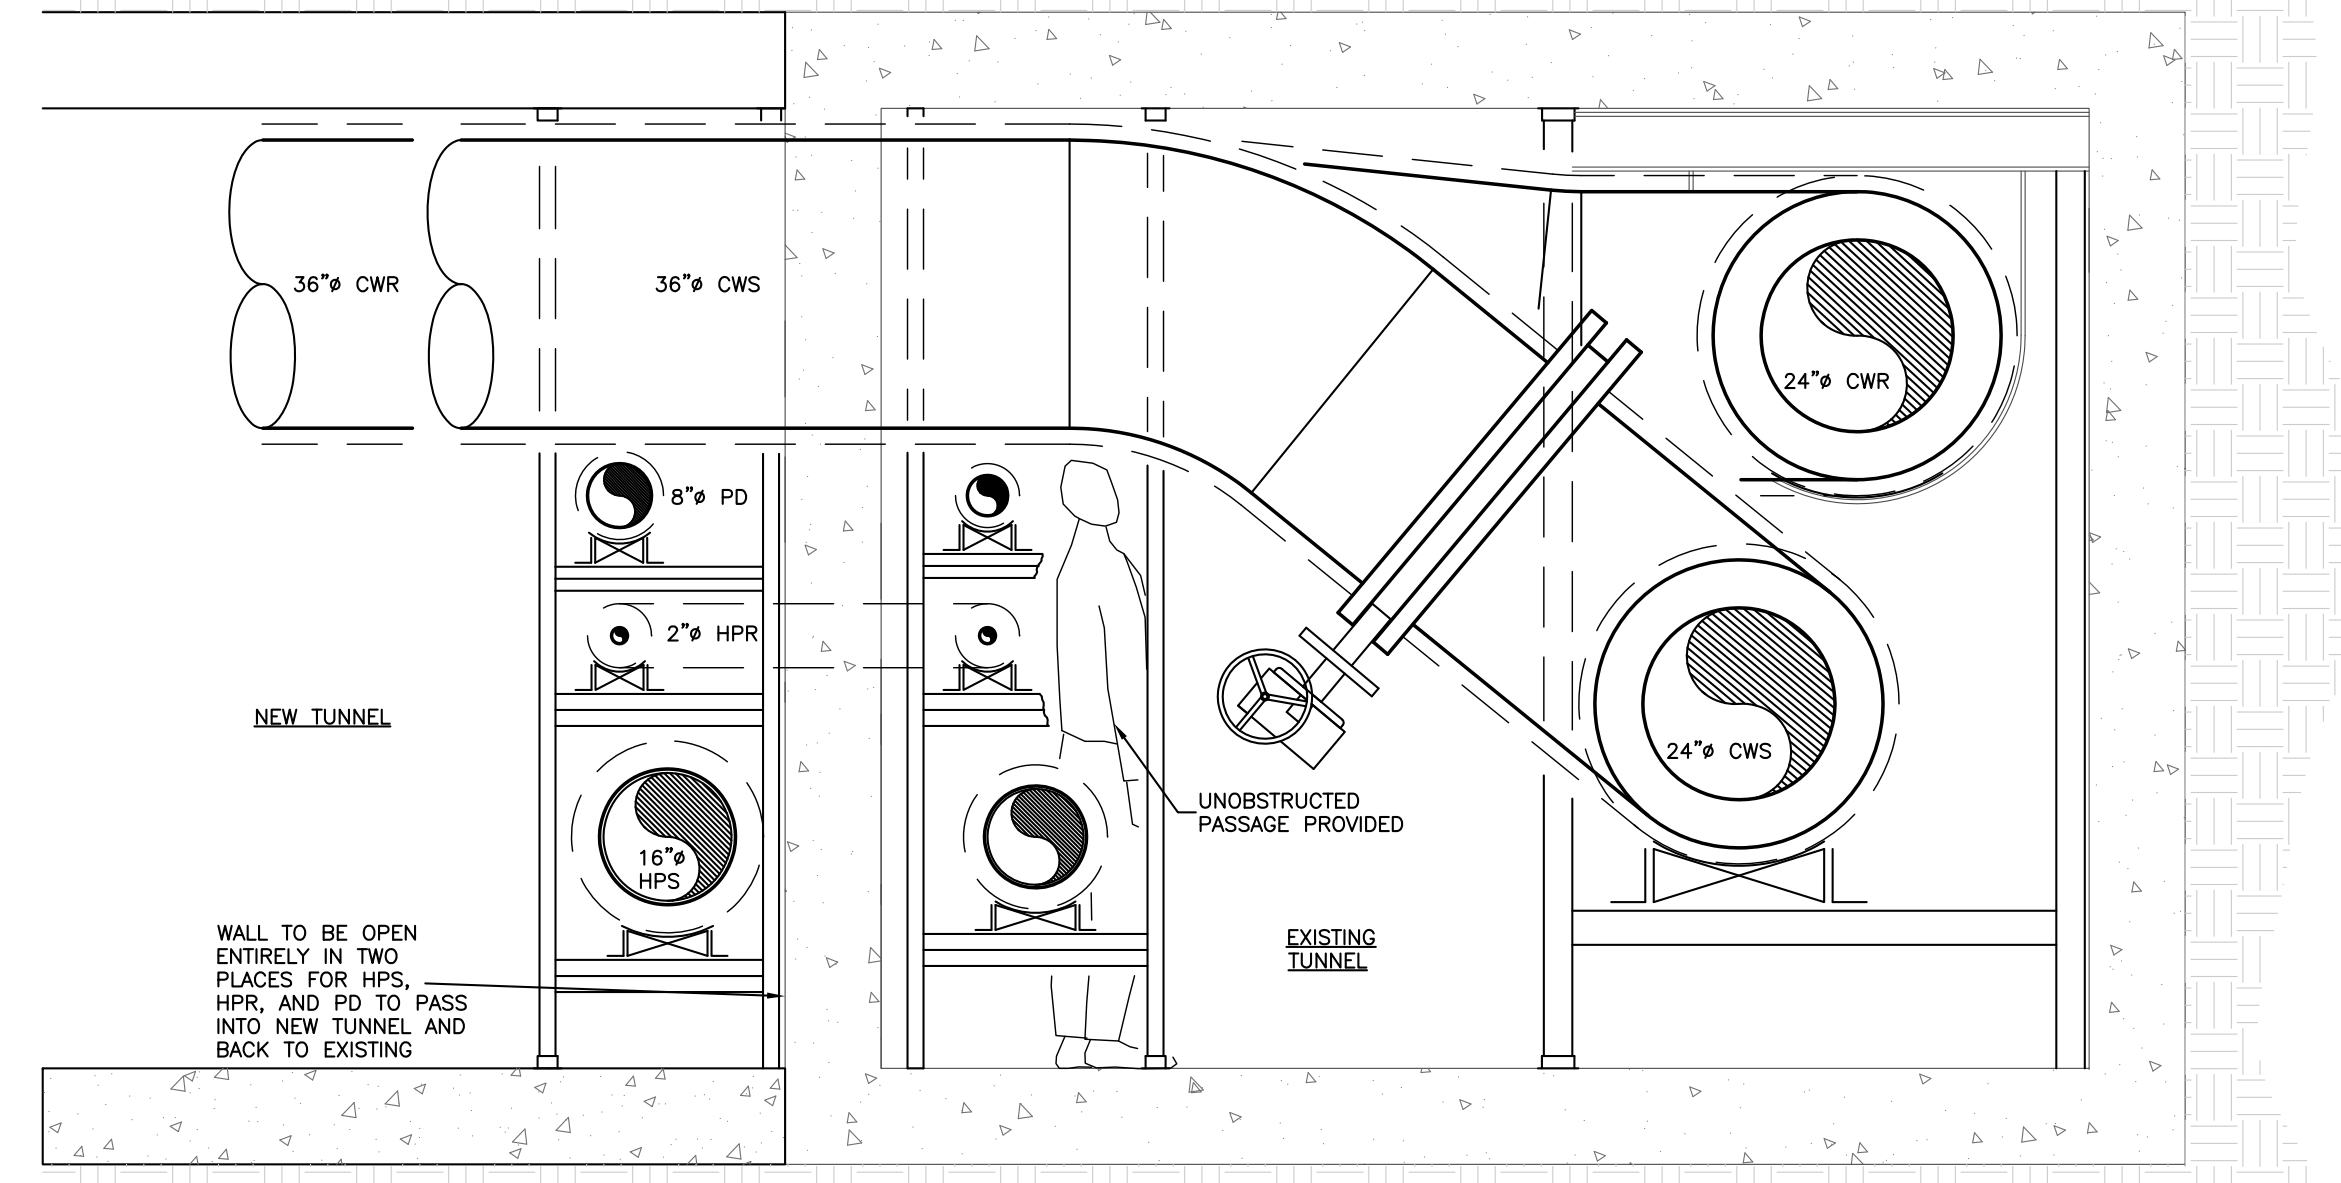 36"ø CWR
36"ø CWS
24"ø CWR
8"ø PD
2"ø HPR
NEW TUNNEL
24"ø CWS
UNOBSTRUCTED
PASSAGE PROVIDED
16"ø
HPS
WALL TO BE OPEN
ENTIRELY IN TWO
PLACES FOR HPS,
HPR, AND PD TO PASS
INTO NEW TUNNEL AND
BACK TO EXISTING
EXISTING
TUNNEL